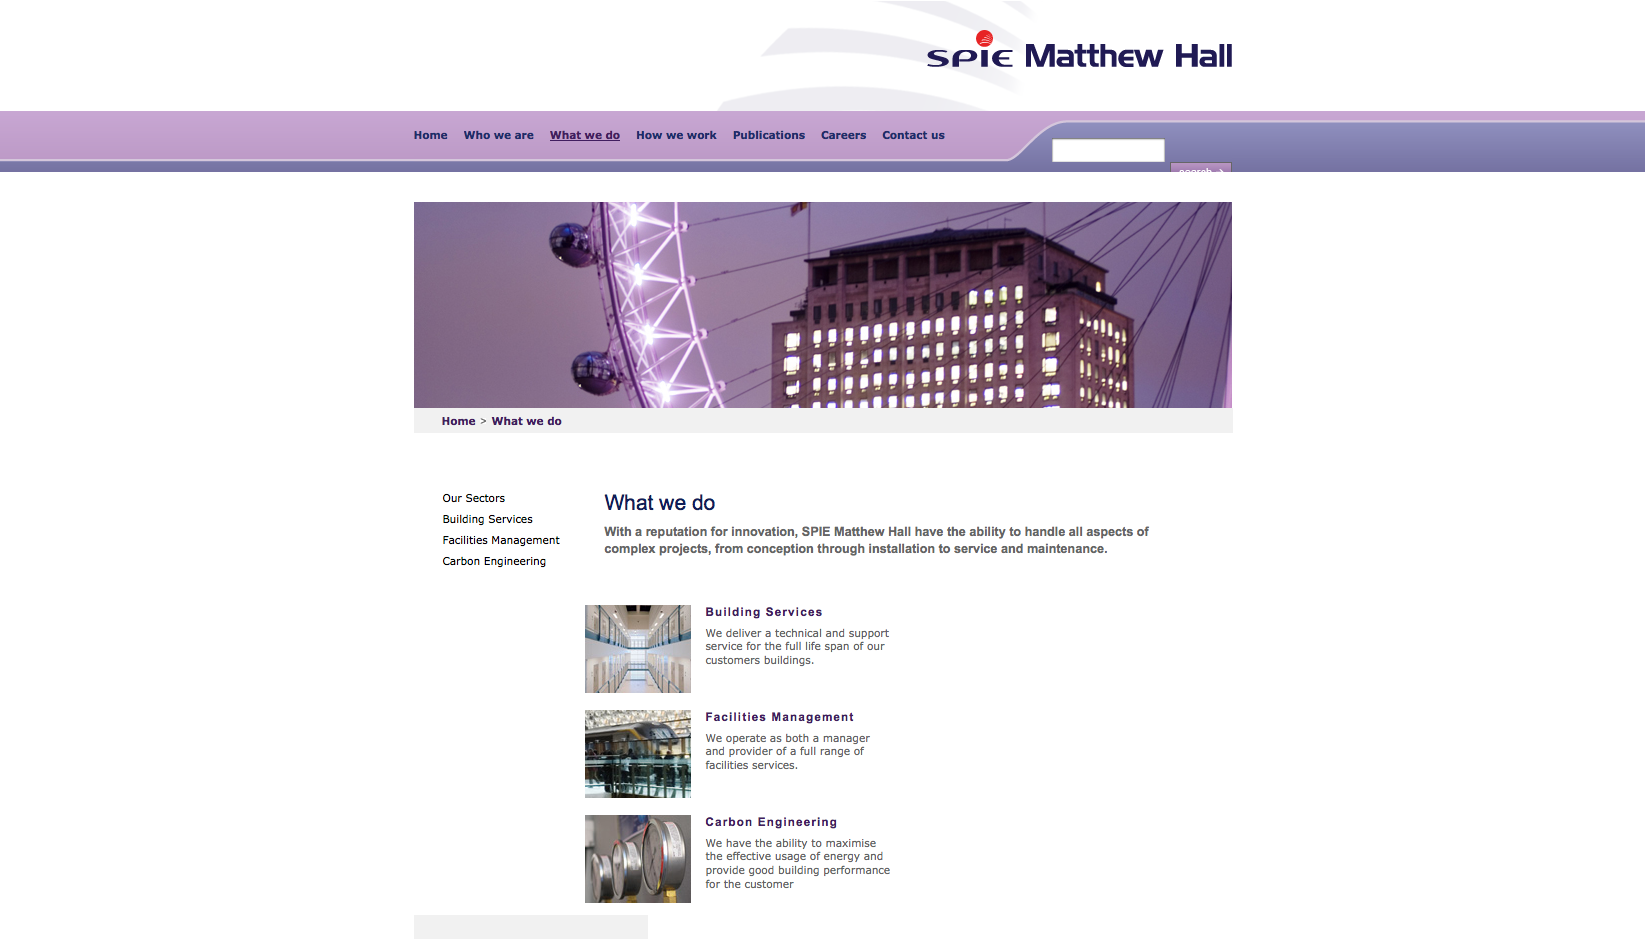 SPIE Matthew Hall
Home Who we are What we do How we work Publications Careers Contact us
search →
Home > What we do
Our Sectors
Building Services
Facilities Management
Carbon Engineering
What we do
With a reputation for innovation, SPIE Matthew Hall have the ability to handle all aspects of
complex projects, from conception through installation to service and maintenance.
Building Services
We deliver a technical and support
service for the full life span of our
customers buildings.
Facilities Management
We operate as both a manager
and provider of a full range of
facilities services.
Carbon Engineering
We have the ability to maximise
the effective usage of energy and
provide good building performance
for the customer